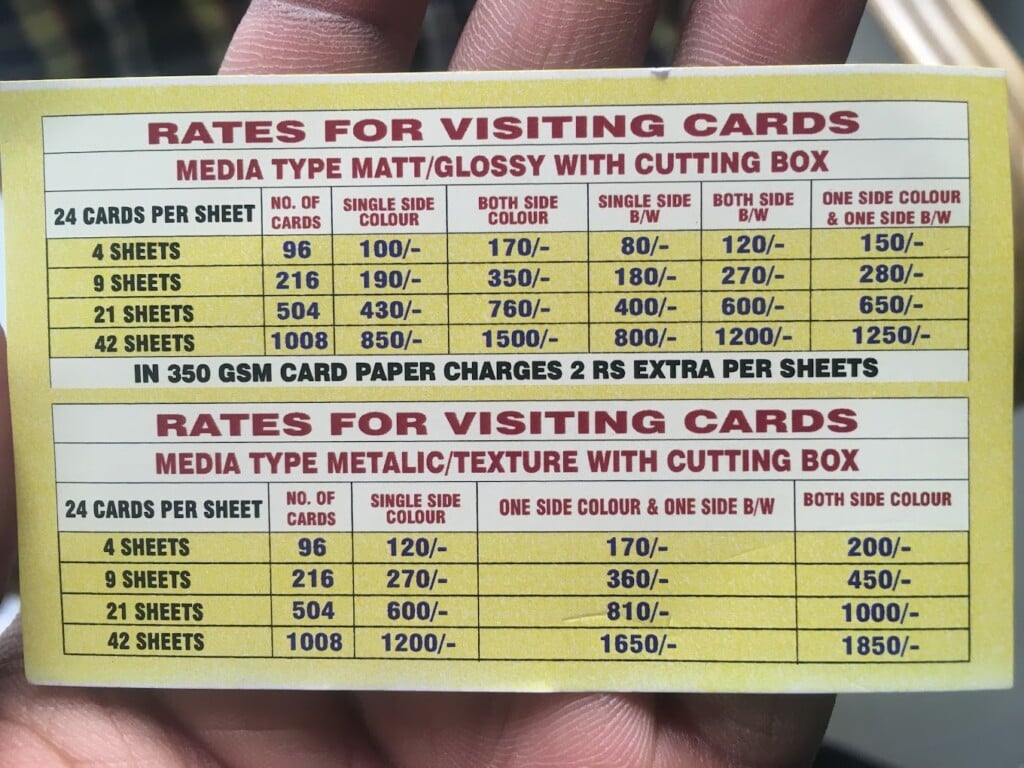 RATES FOR VISITING CARDS
MEDIA TYPE MATT/GLOSSY WITH CUTTING BOX
24 CARDS PER SHEET NO. OF CARDS SINGLE SIDE COLOUR BOTH SIDE COLOUR SINGLE SIDE B/W BOTH SIDE B/W ONE SIDE COLOUR & ONE SIDE B/W
4 SHEETS 96 100/- 170/- 80/- 120/- 150/-
9 SHEETS 216 190/- 350/- 180/- 270/- 280/-
21 SHEETS 504 430/- 760/- 400/- 600/- 650/-
42 SHEETS 1008 850/- 1500/- 800/- 1200/- 1250/-
IN 350 GSM CARD PAPER CHARGES 2 RS EXTRA PER SHEETS
RATES FOR VISITING CARDS
MEDIA TYPE METALIC/TEXTURE WITH CUTTING BOX
24 CARDS PER SHEET NO. OF CARDS SINGLE SIDE COLOUR ONE SIDE COLOUR & ONE SIDE B/W BOTH SIDE COLOUR
4 SHEETS 96 120/- 170/- 200/-
9 SHEETS 216 270/- 360/- 450/-
21 SHEETS 504 600/- 810/- 1000/-
42 SHEETS 1008 1200/- 1650/- 1850/-